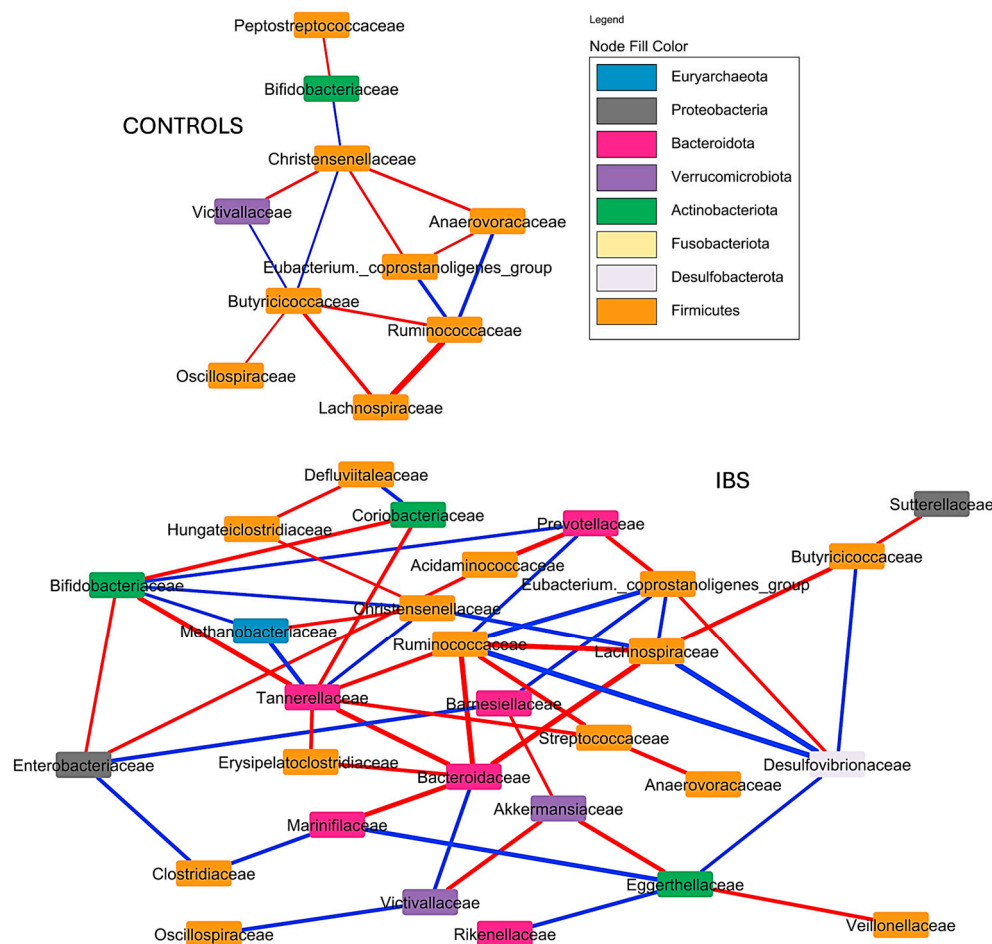 Peptostreptococcaceae
Legend
Node Fill Color
Euryarchaeota
Proteobacteria
Bacteroidota
Verrucomicrobiota
Actinobacteriota
Fusobacteriota
Desulfobacterota
Firmicutes
Bifidobacteriaceae
CONTROLS
Christensenellaceae
Victivallaceae
Anaerovoracaceae
Eubacterium._coprostanoligenes_group
Butyricicoccaceae
Ruminococcaceae
Oscillospiraceae
Lachnospiraceae
IBS
Defluviitaleaceae
Sutterellaceae
Coriobacteriaceae
Prevotellaceae
Hungateiclostridiaceae
Butyricicoccaceae
Acidaminococcaceae
Bifidobacteriaceae
Eubacterium._coprostanoligenes_group
Christensenellaceae
Methanobacteriaceae
Ruminococcaceae
Lachnospiraceae
Tannerellaceae
Barnesiellaceae
Streptococcaceae
Enterobacteriaceae
Erysipelatoclostridiaceae
Desulfovibrionaceae
Bacteroidaceae
Anaerovoracaceae
Akkermansiaceae
Marinifilaceae
Clostridiaceae
Eggerthellaceae
Victivallaceae
Veillonellaceae
Oscillospiraceae
Rikenellaceae